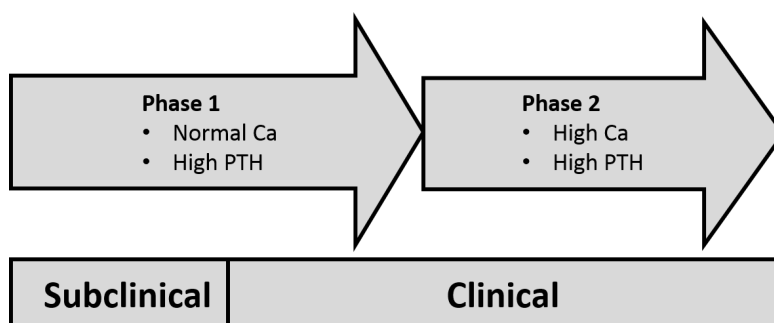 Phase 1
• Normal Ca
• High PTH
Phase 2
• High Ca
• High PTH
Subclinical
Clinical